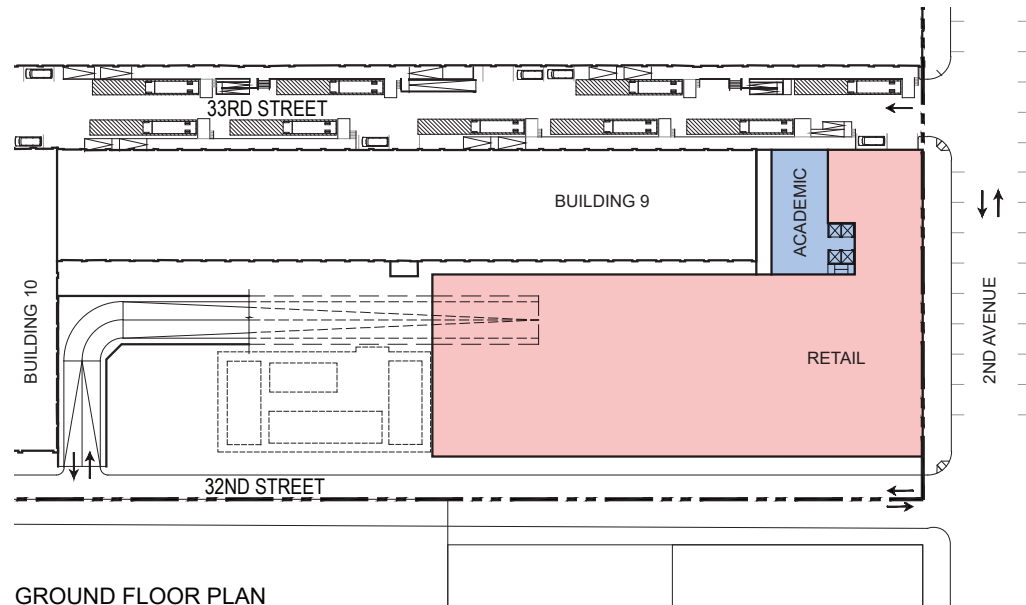 33RD STREET
BUILDING 9
ACADEMIC
2ND AVENUE
BUILDING 10
RETAIL
32ND STREET
GROUND FLOOR PLAN